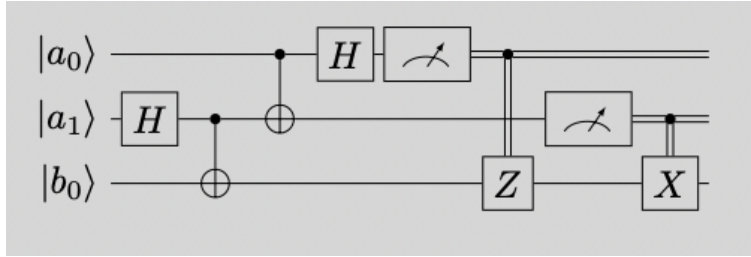 |a₀⟩ H
|a₁⟩ H
|b₀⟩ Z X